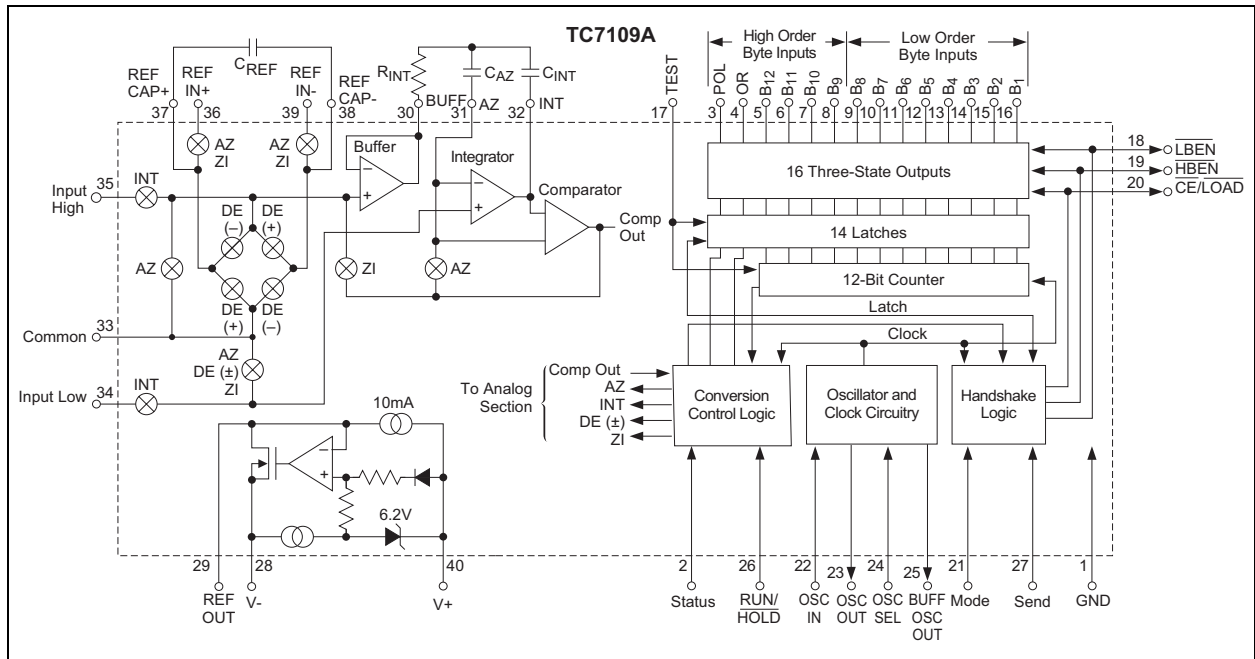 TC7109A
High Order
Byte Inputs
Low Order
Byte Inputs
CREF
RINT
CAZ
CINT
REF
CAP+
REF
IN+
REF
IN-
REF
CAP-
BUFF
AZ
INT
TEST
POL
OR
B12
B11
B10
B9
B8
B7
B6
B5
B4
B3
B2
B1
37
36
39
38
30
31
32
17
3
4
5
6
7
8
9
10
11
12
13
14
15
16
18
LBEN
19
HBEN
20
CE/LOAD
AZ
ZI
AZ
ZI
Buffer
Integrator
Comparator
Comp
Out
16 Three-State Outputs
14 Latches
12-Bit Counter
Latch
Clock
Input
High
35
INT
DE
(–)
DE
(+)
AZ
ZI
AZ
DE
(+)
DE
(–)
Common
33
AZ
DE (±)
ZI
Input Low
34
INT
To Analog
Section
Comp Out
AZ
INT
DE (±)
ZI
Conversion
Control Logic
Oscillator and
Clock Circuitry
Handshake
Logic
10mA
–
+
–
+
–
+
6.2V
29
28
40
2
26
22
23
24
25
21
27
1
REF
OUT
V-
V+
Status
RUN/
HOLD
OSC
IN
OSC
OUT
OSC
SEL
BUFF
OSC
OUT
Mode
Send
GND